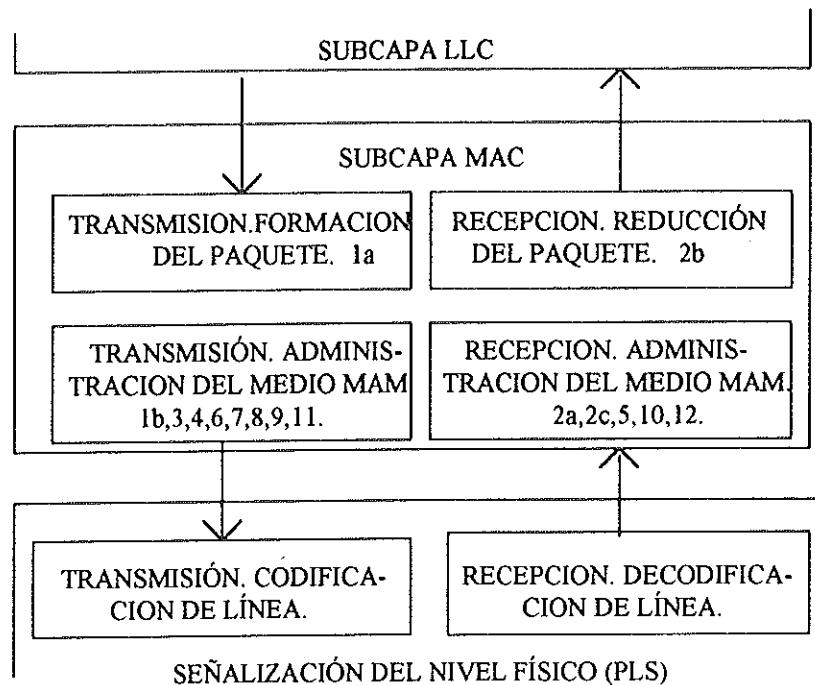 SUBCAPA LLC
SUBCAPA MAC
TRANSMISION.FORMACION
DEL PAQUETE. 1a
RECEPCION. REDUCCIÓN
DEL PAQUETE. 2b
TRANSMISIÓN. ADMINIS-
TRACION DEL MEDIO MAM
1b,3,4,6,7,8,9,11.
RECEPCION. ADMINIS-
TRACION DEL MEDIO MAM.
2a,2c,5,10,12.
TRANSMISIÓN. CODIFICA-
CION DE LÍNEA.
RECEPCION. DECODIFICA-
CION DE LÍNEA.
SEÑALIZACIÓN DEL NIVEL FÍSICO (PLS)